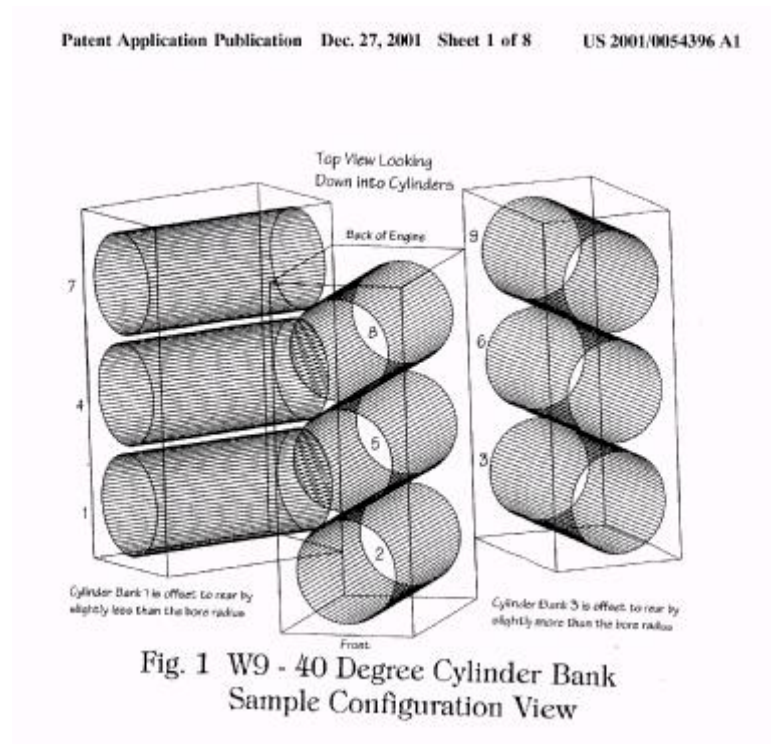 Patent Application Publication Dec. 27, 2001 Sheet 1 of 8 US 2001/0054396 A1
Top View Looking
Down into Cylinders
Back of Engine
9
7
8
6
4
5
3
1
2
Cylinder Bank 1 is offset to rear by
slightly less than the bore radius
Cylinder Bank 3 is offset to rear by
slightly more than the bore radius
Front
Fig. 1 W9 - 40 Degree Cylinder Bank
Sample Configuration View